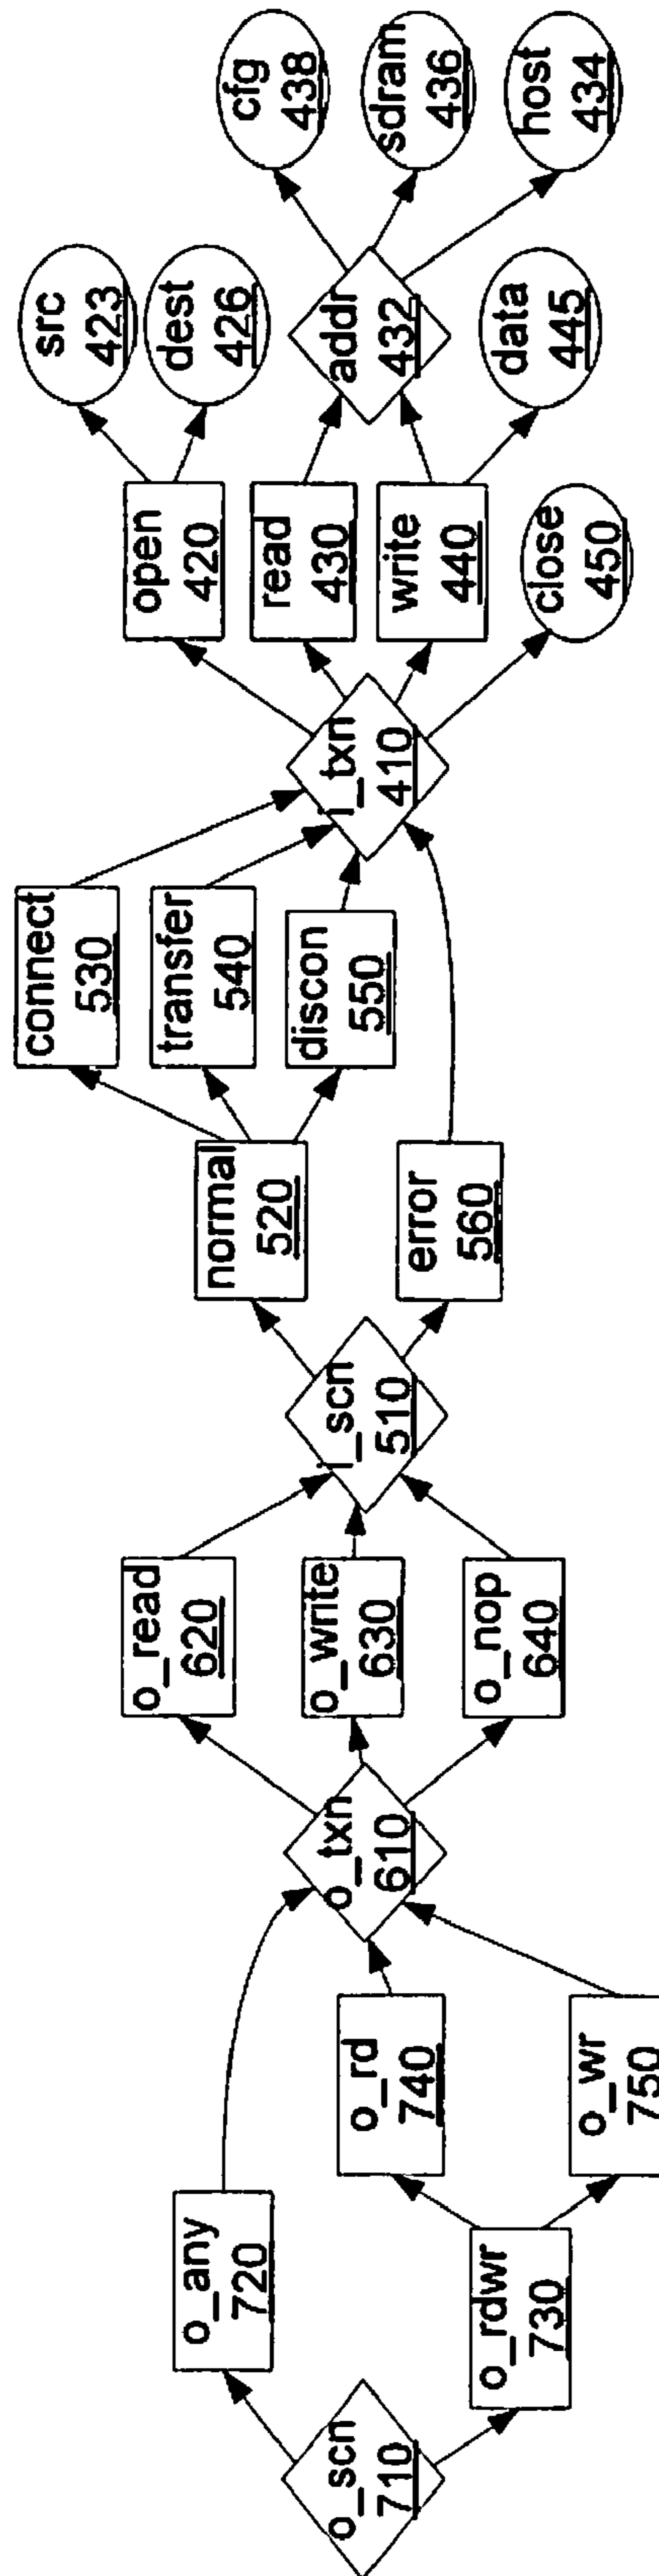 o_scn
710
o_any
720
o_rdwr
730
o_rd
740
o_wr
750
o_txn
610
o_read
620
o_write
630
o_nop
640
i_scn
510
normal
520
error
560
connect
530
transfer
540
discon
550
i_txn
410
open
420
read
430
write
440
close
450
src
423
dest
426
addr
432
data
445
cfg
438
sdram
436
host
434